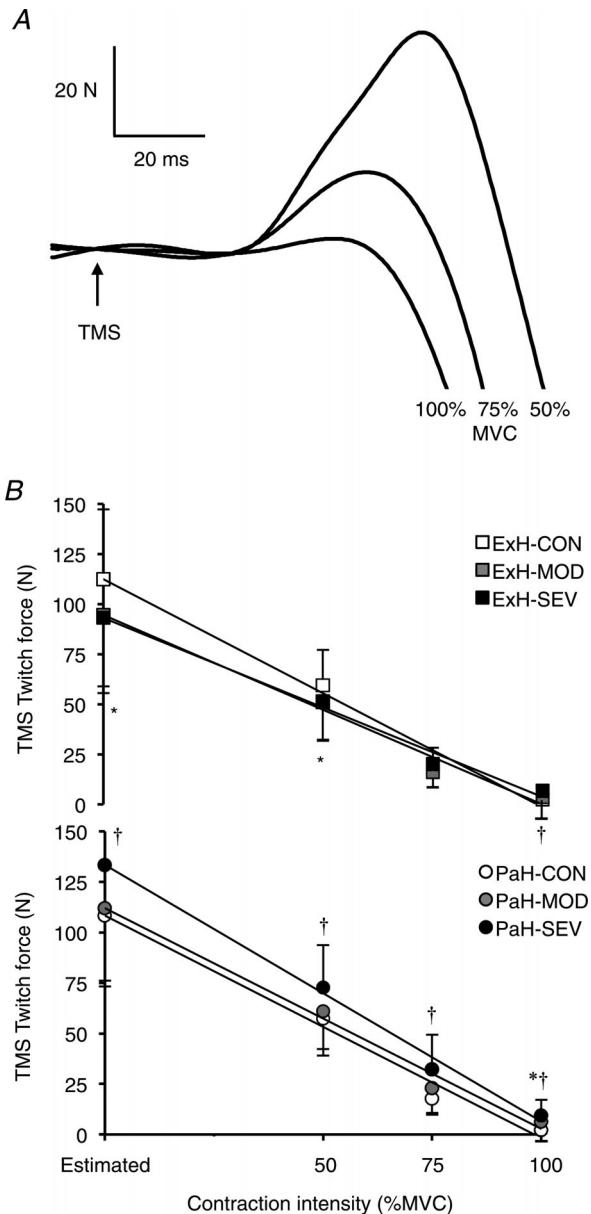 A
20 N
20 ms
TMS
100% 75% 50%
MVC
B
150
125
100
75
50
25
0
TMS Twitch force (N)
ExH-CON
ExH-MOD
ExH-SEV
*
*
†
150
125
100
75
50
25
0
TMS Twitch force (N)
PaH-CON
PaH-MOD
PaH-SEV
†
†
†
*†
Estimated 50 75 100
Contraction intensity (%MVC)